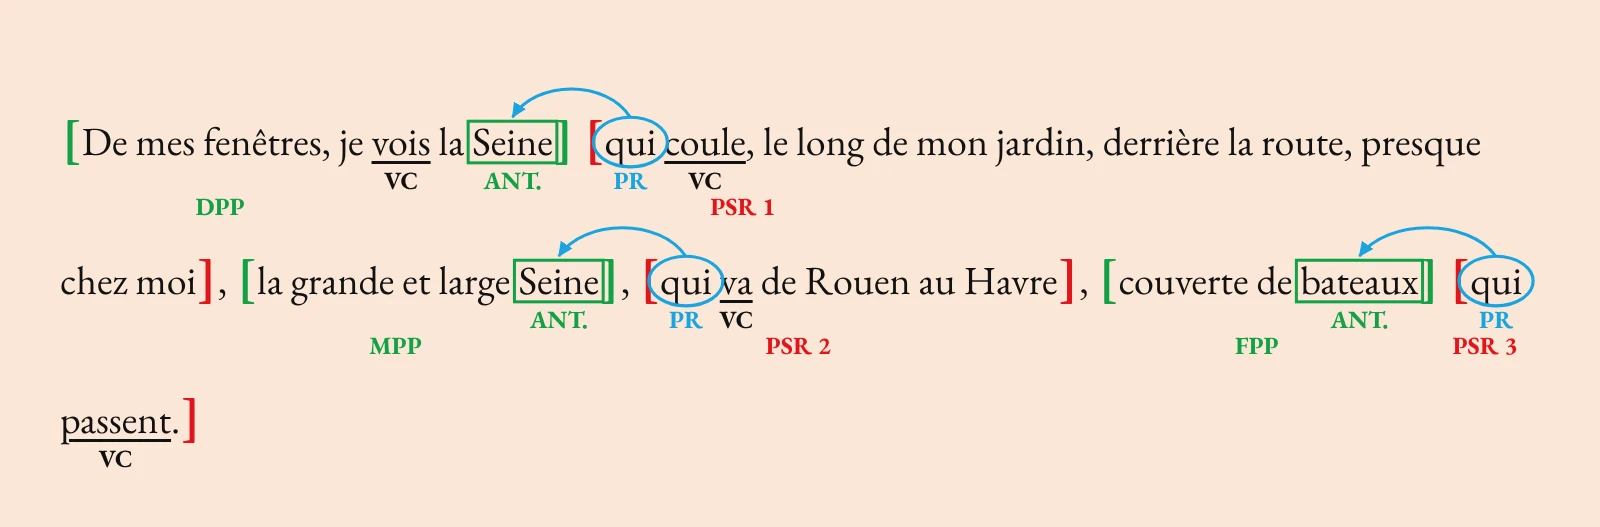 [De mes fenêtres, je vois la Seine] [qui coule, le long de mon jardin, derrière la route, presque
VC ANT. PR VC
DPP PSR 1
chez moi], [la grande et large Seine], [qui va de Rouen au Havre], [couverte de bateaux] [qui
ANT. PR VC ANT. PR
MPP PSR 2 FPP PSR 3
passent.]
VC